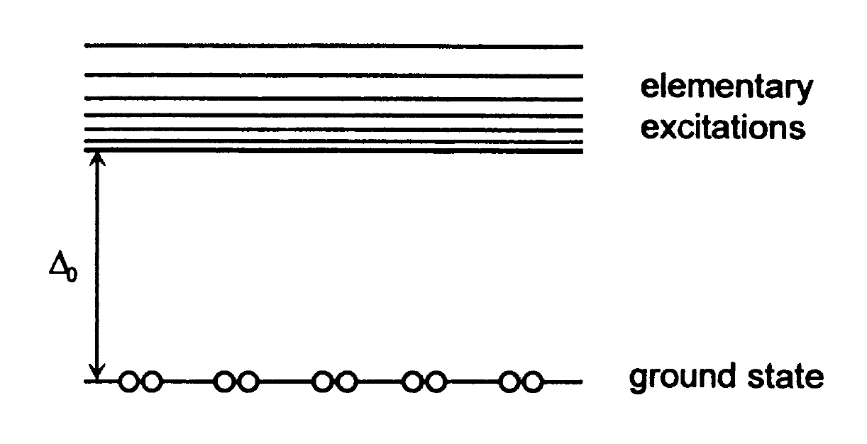 elementary
excitations
Δ₀
ground state